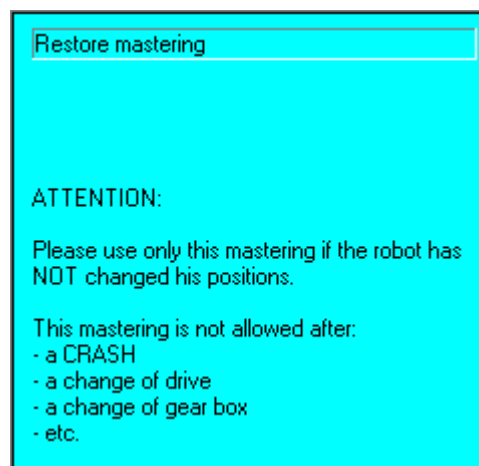 Restore mastering
ATTENTION:
Please use only this mastering if the robot has
NOT changed his positions.
This mastering is not allowed after:
- a CRASH
- a change of drive
- a change of gear box
- etc.